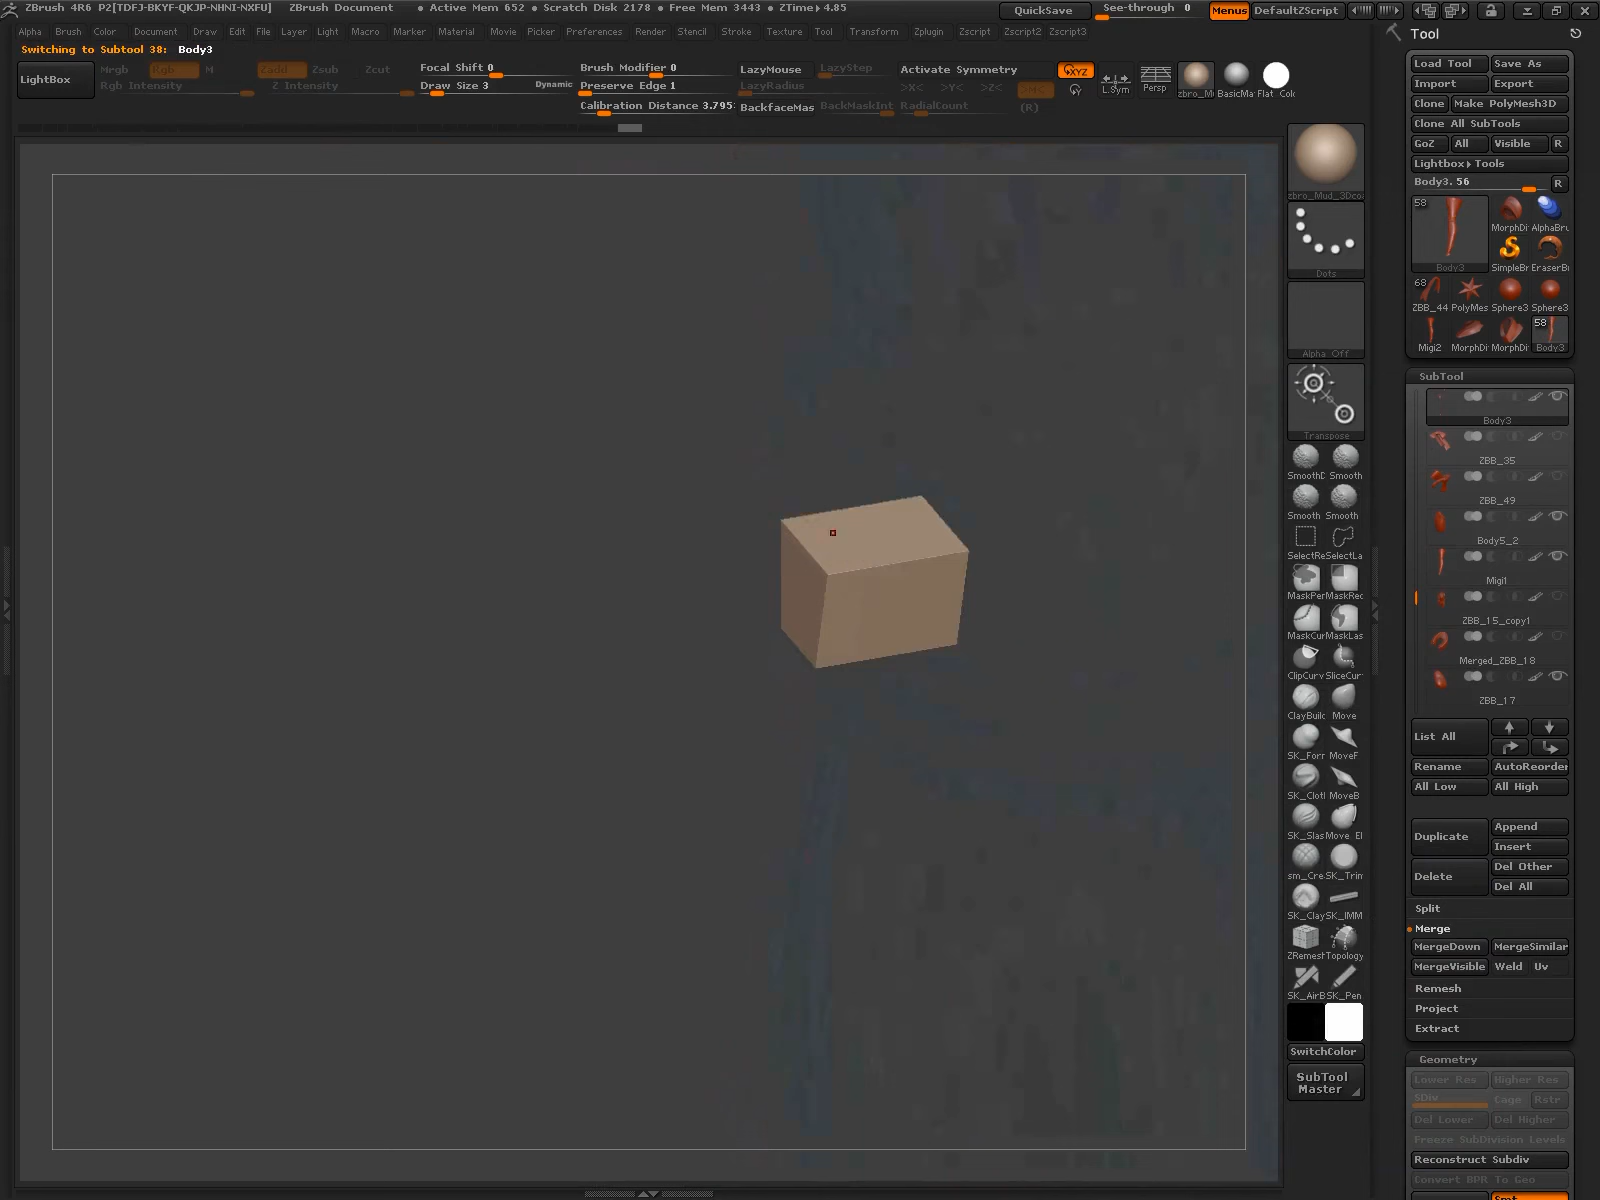 ZBrush 4R6 P2[TDFJ-BKYF-QKJP-NHNI-NXFU] ZBrush Document • Active Mem 652 • Scratch Disk 2178 • Free Mem 3443 • ZTime▸4.85 QuickSave See-through 0 Menus DefaultZScript
Alpha Brush Color Document Draw Edit File Layer Light Macro Marker Material Movie Picker Preferences Render Stencil Stroke Texture Tool Transform Zplugin Zscript Zscript2 Zscript3
Switching to Subtool 38: Body3
LightBox
Mrgb Rgb M Zadd Zsub Zcut
Rgb Intensity Z Intensity
Focal Shift 0
Draw Size 3 Dynamic
Brush Modifier 0
Preserve Edge 1
Calibration Distance 3.795
LazyMouse LazyStep
LazyRadius
BackfaceMas BackMaskInt
Activate Symmetry
>X< >Y< >Z< >M<
RadialCount (R)
XYZ
L.Sym
Persp
zbro_Mu BasicMa Flat Colo
zbro_Mud_3Dcoa
Dots
Alpha Off
Transpose
SmoothD Smooth
Smooth Smooth
SelectRe SelectLa
MaskPer MaskRec
MaskCur MaskLas
ClipCurv SliceCur
ClayBuilc Move
SK_Forr MoveF
SK_Clotl MoveB
SK_Slas Move El
sm_Cre SK_Trin
SK_Clay SK_IMM
ZRemesh Topology
SK_AirB SK_Pen
SwitchColor
SubTool
Master
Tool
Load Tool Save As
Import Export
Clone Make PolyMesh3D
Clone All SubTools
GoZ All Visible R
Lightbox▸Tools
Body3. 56 R
58
Body3
MorphDi AlphaBru
SimpleBr EraserBr
68
ZBB_44 PolyMes Sphere3 Sphere3
58
Migi2 MorphDi MorphDi Body3
SubTool
Body3
ZBB_35
ZBB_49
Body5_2
Migi1
ZBB_15_copy1
Merged_ZBB_18
ZBB_17
List All
Rename AutoReorder
All Low All High
Duplicate
Append
Insert
Delete
Del Other
Del All
Split
Merge
MergeDown MergeSimilar
MergeVisible Weld Uv
Remesh
Project
Extract
Geometry
Lower Res Higher Res
SDiv Cage Rstr
Del Lower Del Higher
Freeze SubDivision Levels
Reconstruct Subdiv
Convert BPR To Geo
Smt